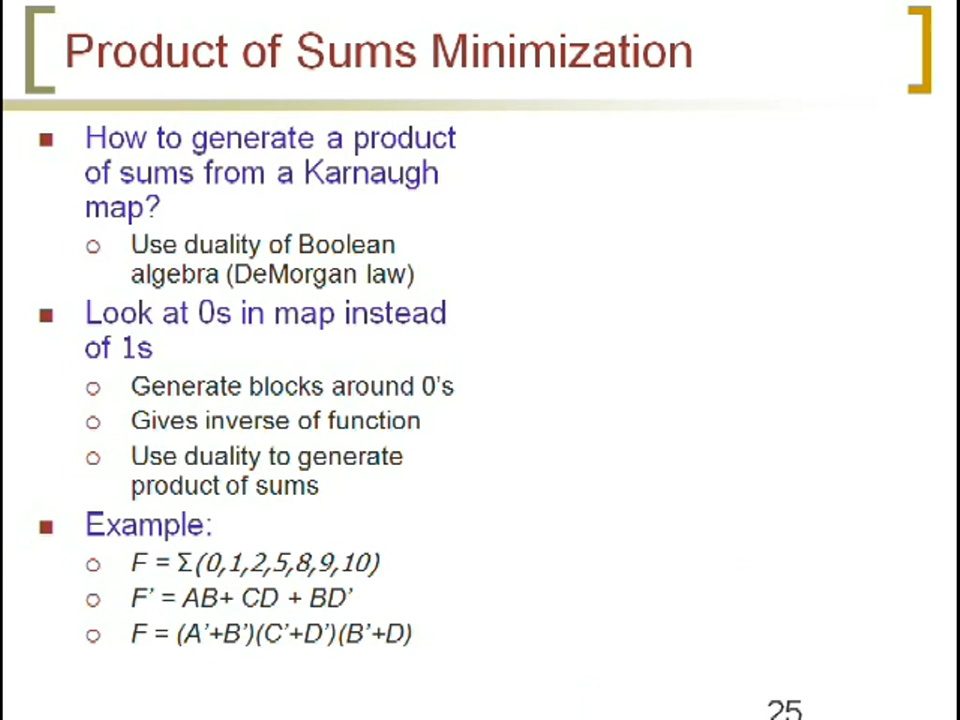 Product of Sums Minimization
How to generate a product
of sums from a Karnaugh
map?
Use duality of Boolean
algebra (DeMorgan law)
Look at 0s in map instead
of 1s
Generate blocks around 0's
Gives inverse of function
Use duality to generate
product of sums
Example:
F = Σ(0,1,2,5,8,9,10)
F' = AB+ CD + BD'
F = (A'+B')(C'+D')(B'+D)
25